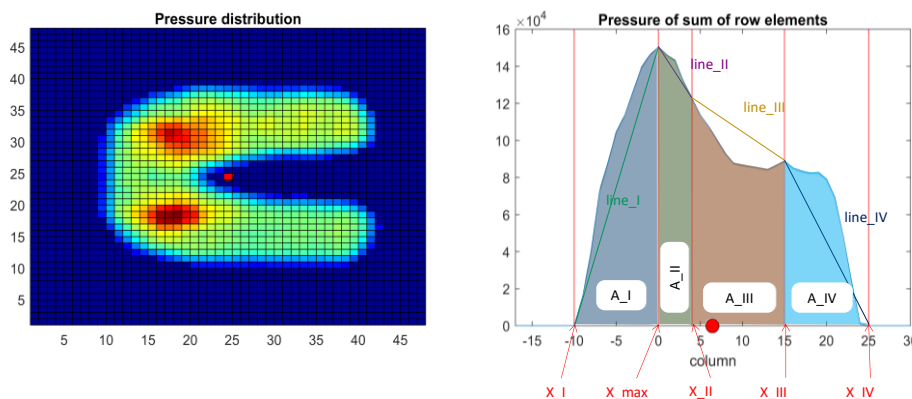 Pressure distribution
45
40
35
30
25
20
15
10
5
5 10 15 20 25 30 35 40 45
Pressure of sum of row elements
16 ×10⁴
14
12
10
8
6
4
2
0
line_I
line_II
line_III
line_IV
A_I
A_II
A_III
A_IV
-15 -10 -5 0 5 10 15 20 25 30
column
X_I X_max X_II X_III X_IV